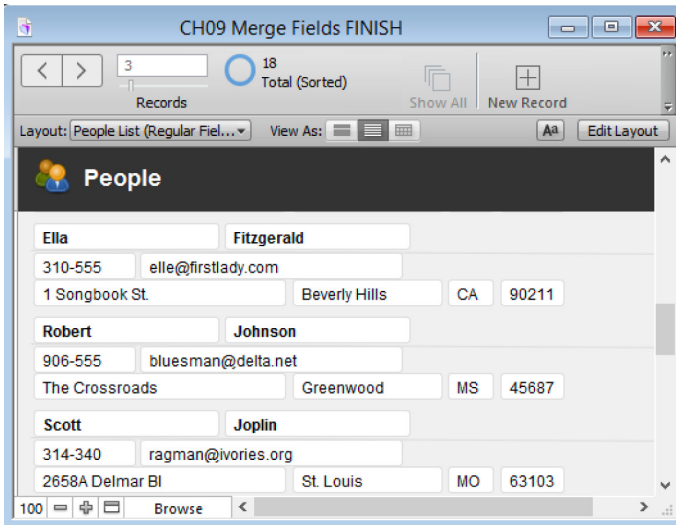 CH09 Merge Fields FINISH
3
18
Total (Sorted)
Records
Show All
New Record
Layout: People List (Regular Fiel... View As:
Aa
Edit Layout
People
Ella Fitzgerald
310-555 elle@firstlady.com
1 Songbook St. Beverly Hills CA 90211
Robert Johnson
906-555 bluesman@delta.net
The Crossroads Greenwood MS 45687
Scott Joplin
314-340 ragman@ivories.org
2658A Delmar Bl St. Louis MO 63103
100 Browse